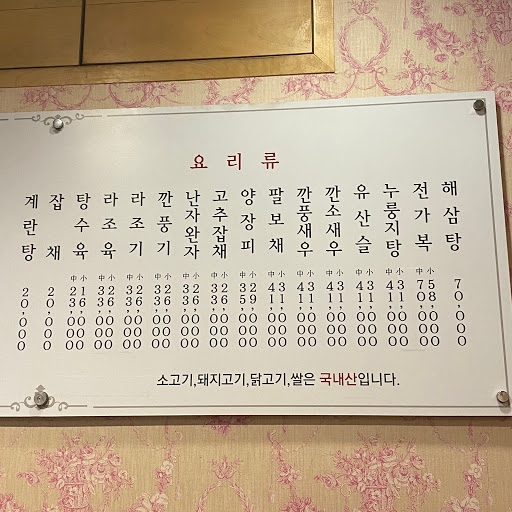 요리류
해삼탕 70,000
전가복 小 58,000 中 70,000
누룽지탕 小 31,000 中 41,000
유산슬 小 31,000 中 41,000
깐소새우 小 31,000 中 41,000
깐풍새우 小 31,000 中 41,000
팔보채 小 31,000 中 41,000
양장피 小 29,000 中 35,000
고추잡채 小 26,000 中 32,000
난자완자 小 26,000 中 32,000
깐풍기 小 26,000 中 32,000
라조기 小 26,000 中 32,000
라조육 小 26,000 中 32,000
탕수육 小 16,000 中 23,000
잡채 20,000
계란탕 20,000
소고기,돼지고기,닭고기,쌀은 국내산입니다.